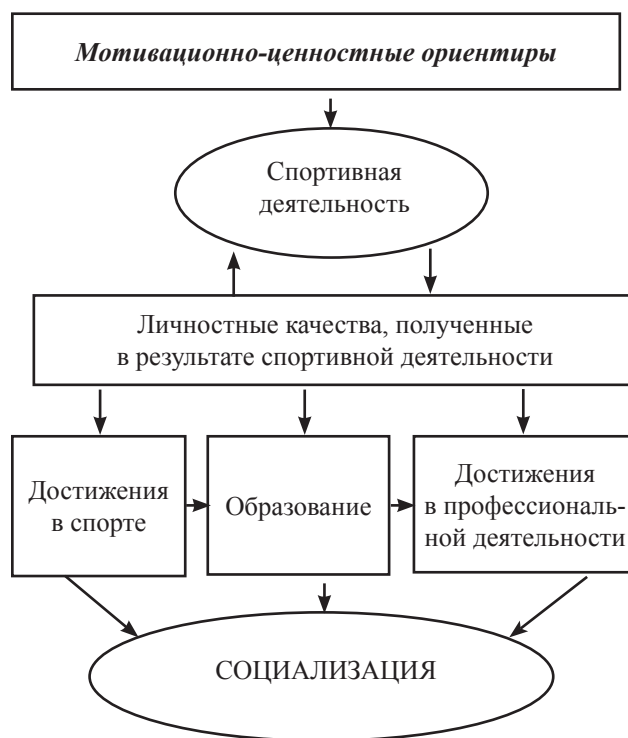 Мотивационно-ценностные ориентиры
Спортивная
деятельность
Личностные качества, полученные
в результате спортивной деятельности
Достижения
в спорте
Образование
Достижения
в профессиональ-
ной деятельности
СОЦИАЛИЗАЦИЯ